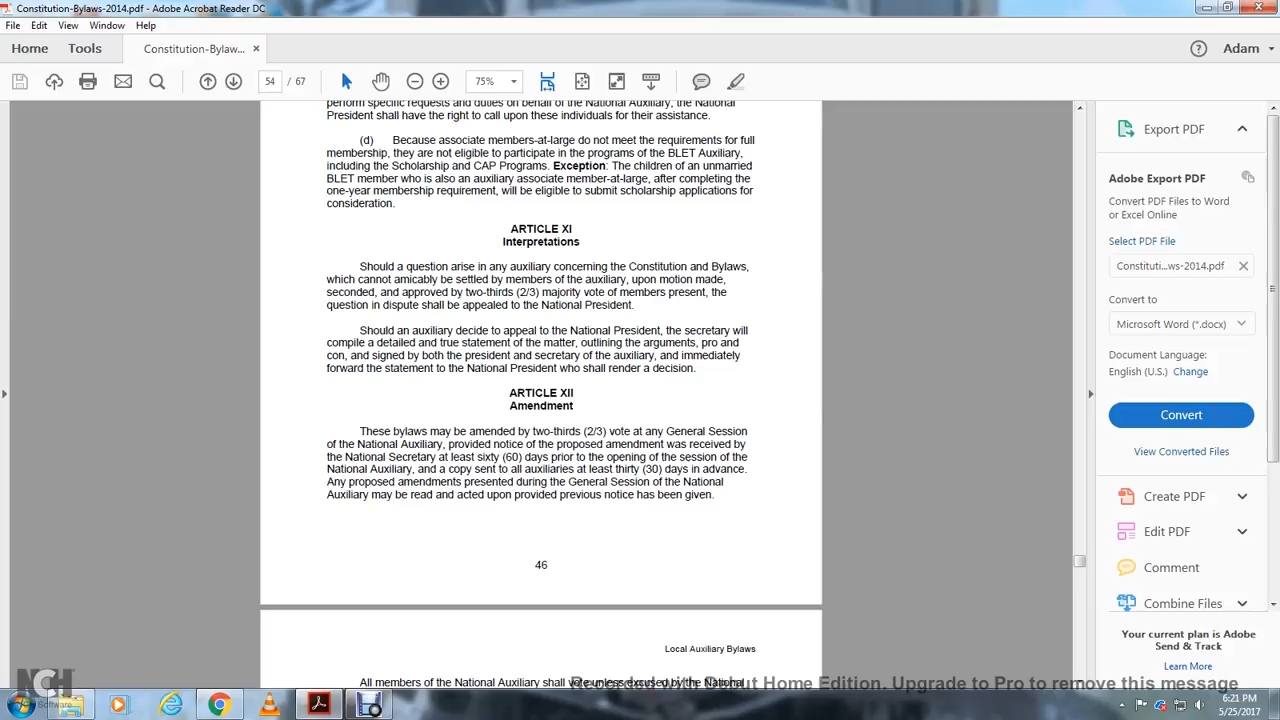 Constitution-Bylaws-2014.pdf - Adobe Acrobat Reader DC
File Edit View Window Help
Home Tools Constitution-Bylaw... × Adam
54 / 67 75%
perform specific requests and duties on behalf of the National Auxiliary, the National
President shall have the right to call upon these individuals for their assistance.
(d) Because associate members-at-large do not meet the requirements for full
membership, they are not eligible to participate in the programs of the BLET Auxiliary,
including the Scholarship and CAP Programs. Exception: The children of an unmarried
BLET member who is also an auxiliary associate member-at-large, after completing the
one-year membership requirement, will be eligible to submit scholarship applications for
consideration.
ARTICLE XI
Interpretations
Should a question arise in any auxiliary concerning the Constitution and Bylaws,
which cannot amicably be settled by members of the auxiliary, upon motion made,
seconded, and approved by two-thirds (2/3) majority vote of members present, the
question in dispute shall be appealed to the National President.
Should an auxiliary decide to appeal to the National President, the secretary will
compile a detailed and true statement of the matter, outlining the arguments, pro and
con, and signed by both the president and secretary of the auxiliary, and immediately
forward the statement to the National President who shall render a decision.
ARTICLE XII
Amendment
These bylaws may be amended by two-thirds (2/3) vote at any General Session
of the National Auxiliary, provided notice of the proposed amendment was received by
the National Secretary at least sixty (60) days prior to the opening of the session of the
National Auxiliary, and a copy sent to all auxiliaries at least thirty (30) days in advance.
Any proposed amendments presented during the General Session of the National
Auxiliary may be read and acted upon provided previous notice has been given.
46
Local Auxiliary Bylaws
All members of the National Auxiliary shall vote unless excused by the National
Export PDF
Adobe Export PDF
Convert PDF Files to Word
or Excel Online
Select PDF File
Constituti...ws-2014.pdf
Convert to
Microsoft Word (*.docx)
Document Language:
English (U.S.) Change
Convert
View Converted Files
Create PDF
Edit PDF
Comment
Combine Files
Your current plan is Adobe
Send & Track
Learn More
NCH Software
Home Edition. Upgrade to Pro to remove this message
6:21 PM
5/25/2017